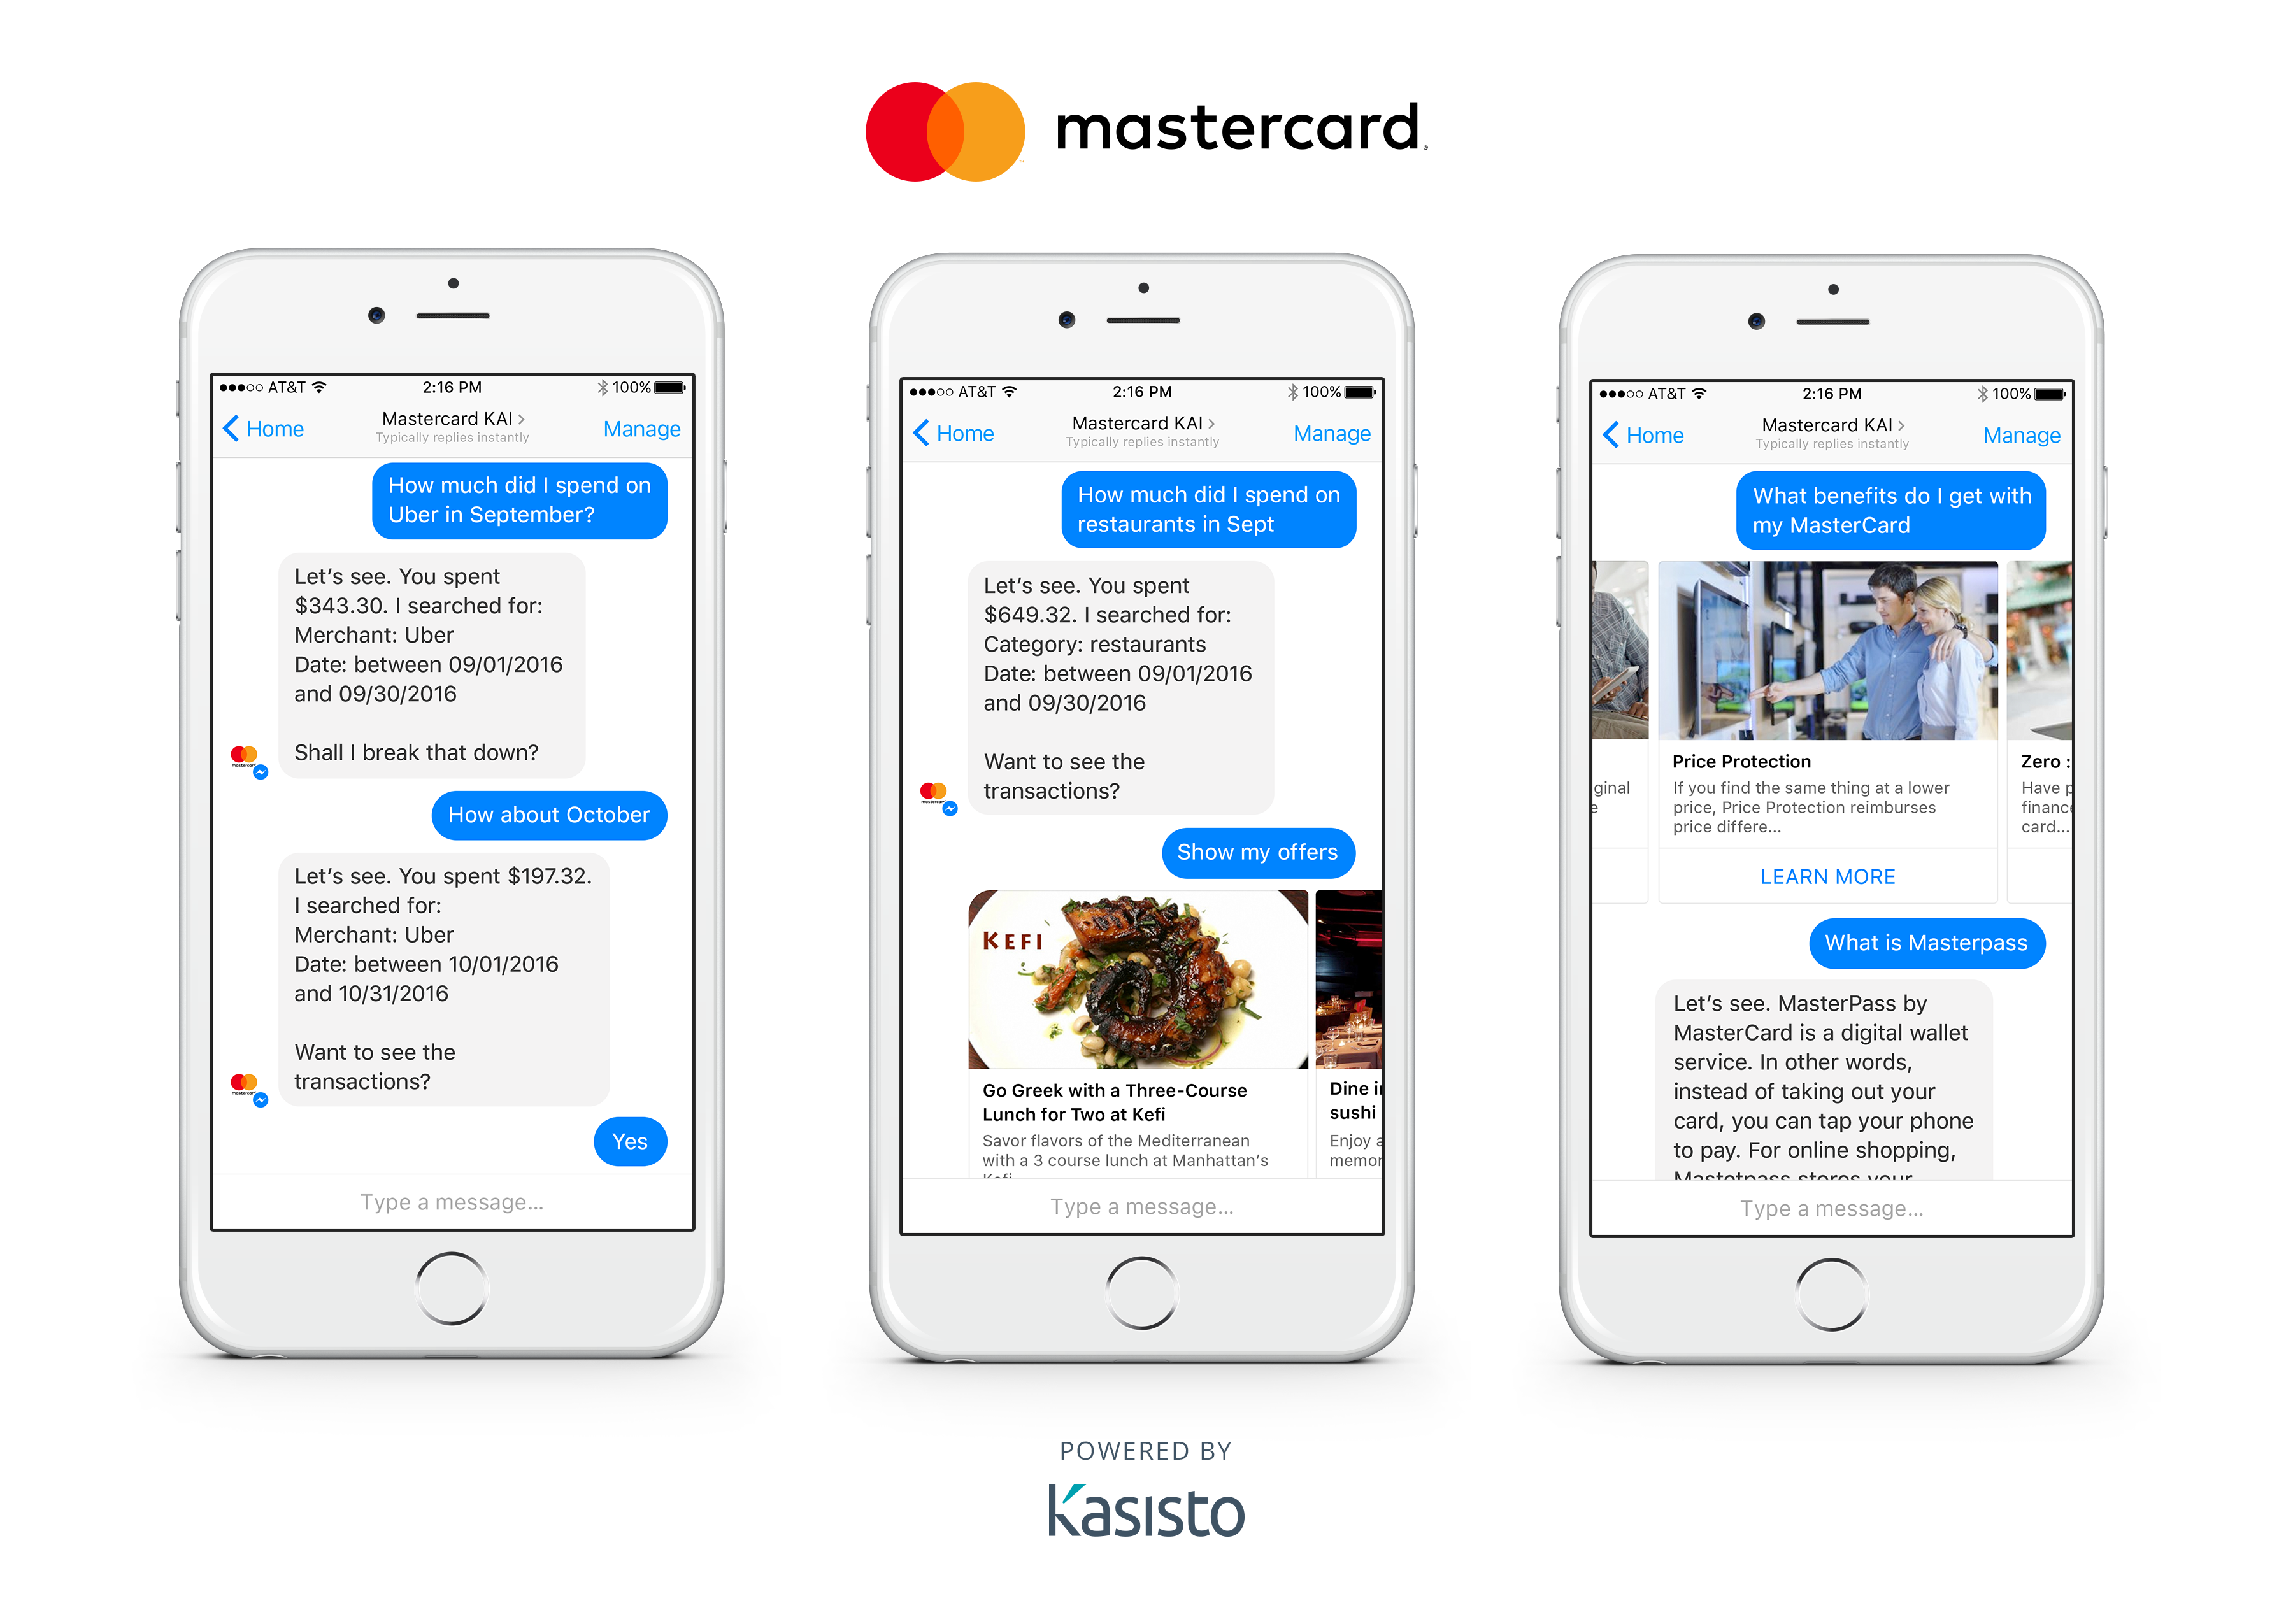 mastercard.
AT&T
2:16 PM
100%
Home
Mastercard KAI
Typically replies instantly
Manage
How much did I spend on
Uber in September?
Let's see. You spent
$343.30. I searched for:
Merchant: Uber
Date: between 09/01/2016
and 09/30/2016
Shall I break that down?
mastercard
How about October
Let's see. You spent $197.32.
I searched for:
Merchant: Uber
Date: between 10/01/2016
and 10/31/2016
Want to see the
transactions?
mastercard
Yes
Type a message...
AT&T
2:16 PM
100%
Home
Mastercard KAI
Typically replies instantly
Manage
How much did I spend on
restaurants in Sept
Let's see. You spent
$649.32. I searched for:
Category: restaurants
Date: between 09/01/2016
and 09/30/2016
Want to see the
transactions?
mastercard
Show my offers
KEFI
Go Greek with a Three-Course
Lunch for Two at Kefi
Savor flavors of the Mediterranean
with a 3 course lunch at Manhattan's
Kefi
Dine i
sushi
Enjoy a
memor
Type a message...
AT&T
2:16 PM
100%
Home
Mastercard KAI
Typically replies instantly
Manage
What benefits do I get with
my MasterCard
ginal
e
Price Protection
If you find the same thing at a lower
price, Price Protection reimburses
price differe...
LEARN MORE
Zero
Have p
financ
card...
What is Masterpass
Let's see. MasterPass by
MasterCard is a digital wallet
service. In other words,
instead of taking out your
card, you can tap your phone
to pay. For online shopping,
Mastetpass stores your
Type a message...
POWERED BY
Kasisto